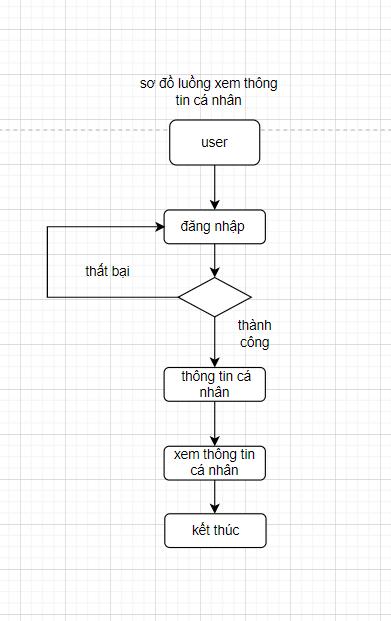 sơ đồ luồng xem thông
tin cá nhân
user
đăng nhập
thất bại
thành
công
thông tin cá
nhân
xem thông tin
cá nhân
kết thúc